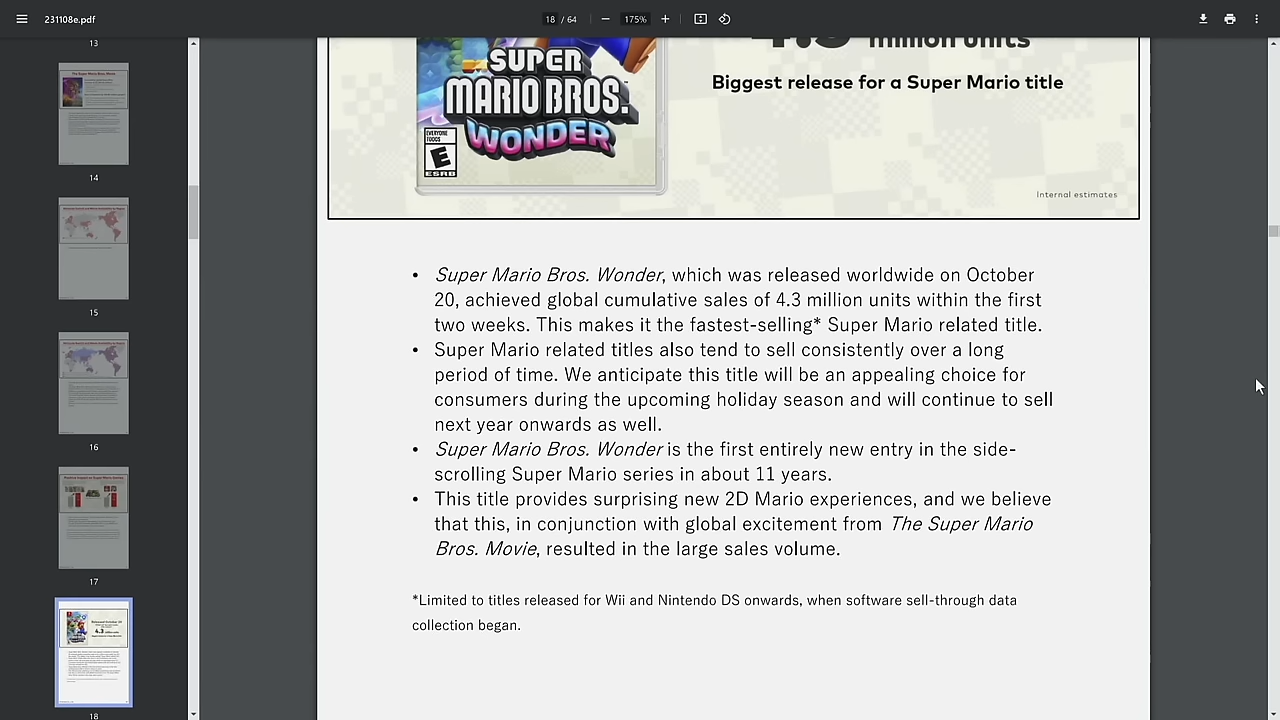 231108e.pdf
18 / 64
175%
13
14
15
16
17
18
The Super Mario Bros. Movie
SUPER
MARIO BROS.
WONDER
EVERYONE
E
ESRB
4.3 million units
Biggest release for a Super Mario title
Internal estimates
• Super Mario Bros. Wonder, which was released worldwide on October
20, achieved global cumulative sales of 4.3 million units within the first
two weeks. This makes it the fastest-selling* Super Mario related title.
• Super Mario related titles also tend to sell consistently over a long
period of time. We anticipate this title will be an appealing choice for
consumers during the upcoming holiday season and will continue to sell
next year onwards as well.
• Super Mario Bros. Wonder is the first entirely new entry in the side-
scrolling Super Mario series in about 11 years.
• This title provides surprising new 2D Mario experiences, and we believe
that this, in conjunction with global excitement from The Super Mario
Bros. Movie, resulted in the large sales volume.
*Limited to titles released for Wii and Nintendo DS onwards, when software sell-through data
collection began.